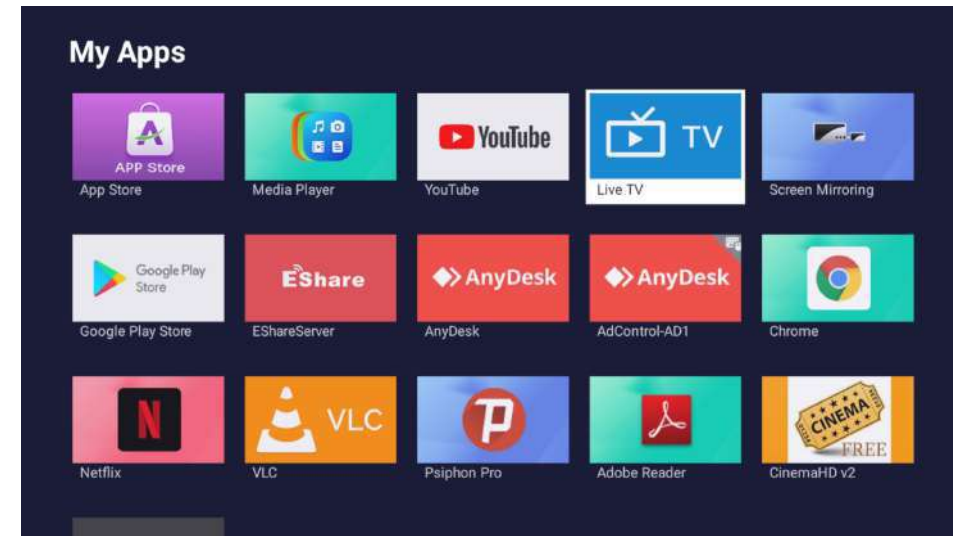 My Apps
APP Store
YouTube
TV
App Store
Media Player
YouTube
Live TV
Screen Mirroring
Google Play
Store
EShare
AnyDesk
AnyDesk
Google Play Store
EShareServer
AnyDesk
AdControl-AD1
Chrome
N
VLC
CINEMA
FREE
Netflix
VLC
Psiphon Pro
Adobe Reader
CinemaHD v2